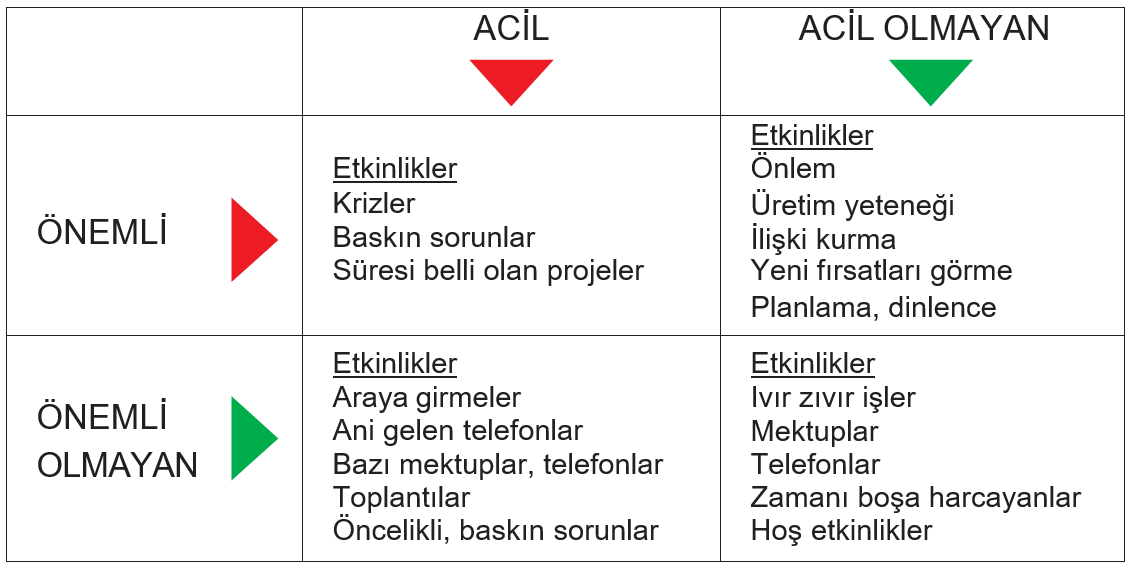 ACİL
ACİL OLMAYAN
ÖNEMLİ
Etkinlikler
Krizler
Baskın sorunlar
Süresi belli olan projeler
Etkinlikler
Önlem
Üretim yeteneği
İlişki kurma
Yeni fırsatları görme
Planlama, dinlence
ÖNEMLİ
OLMAYAN
Etkinlikler
Araya girmeler
Ani gelen telefonlar
Bazı mektuplar, telefonlar
Toplantılar
Öncelikli, baskın sorunlar
Etkinlikler
Ivır zıvır işler
Mektuplar
Telefonlar
Zamanı boşa harcayanlar
Hoş etkinlikler